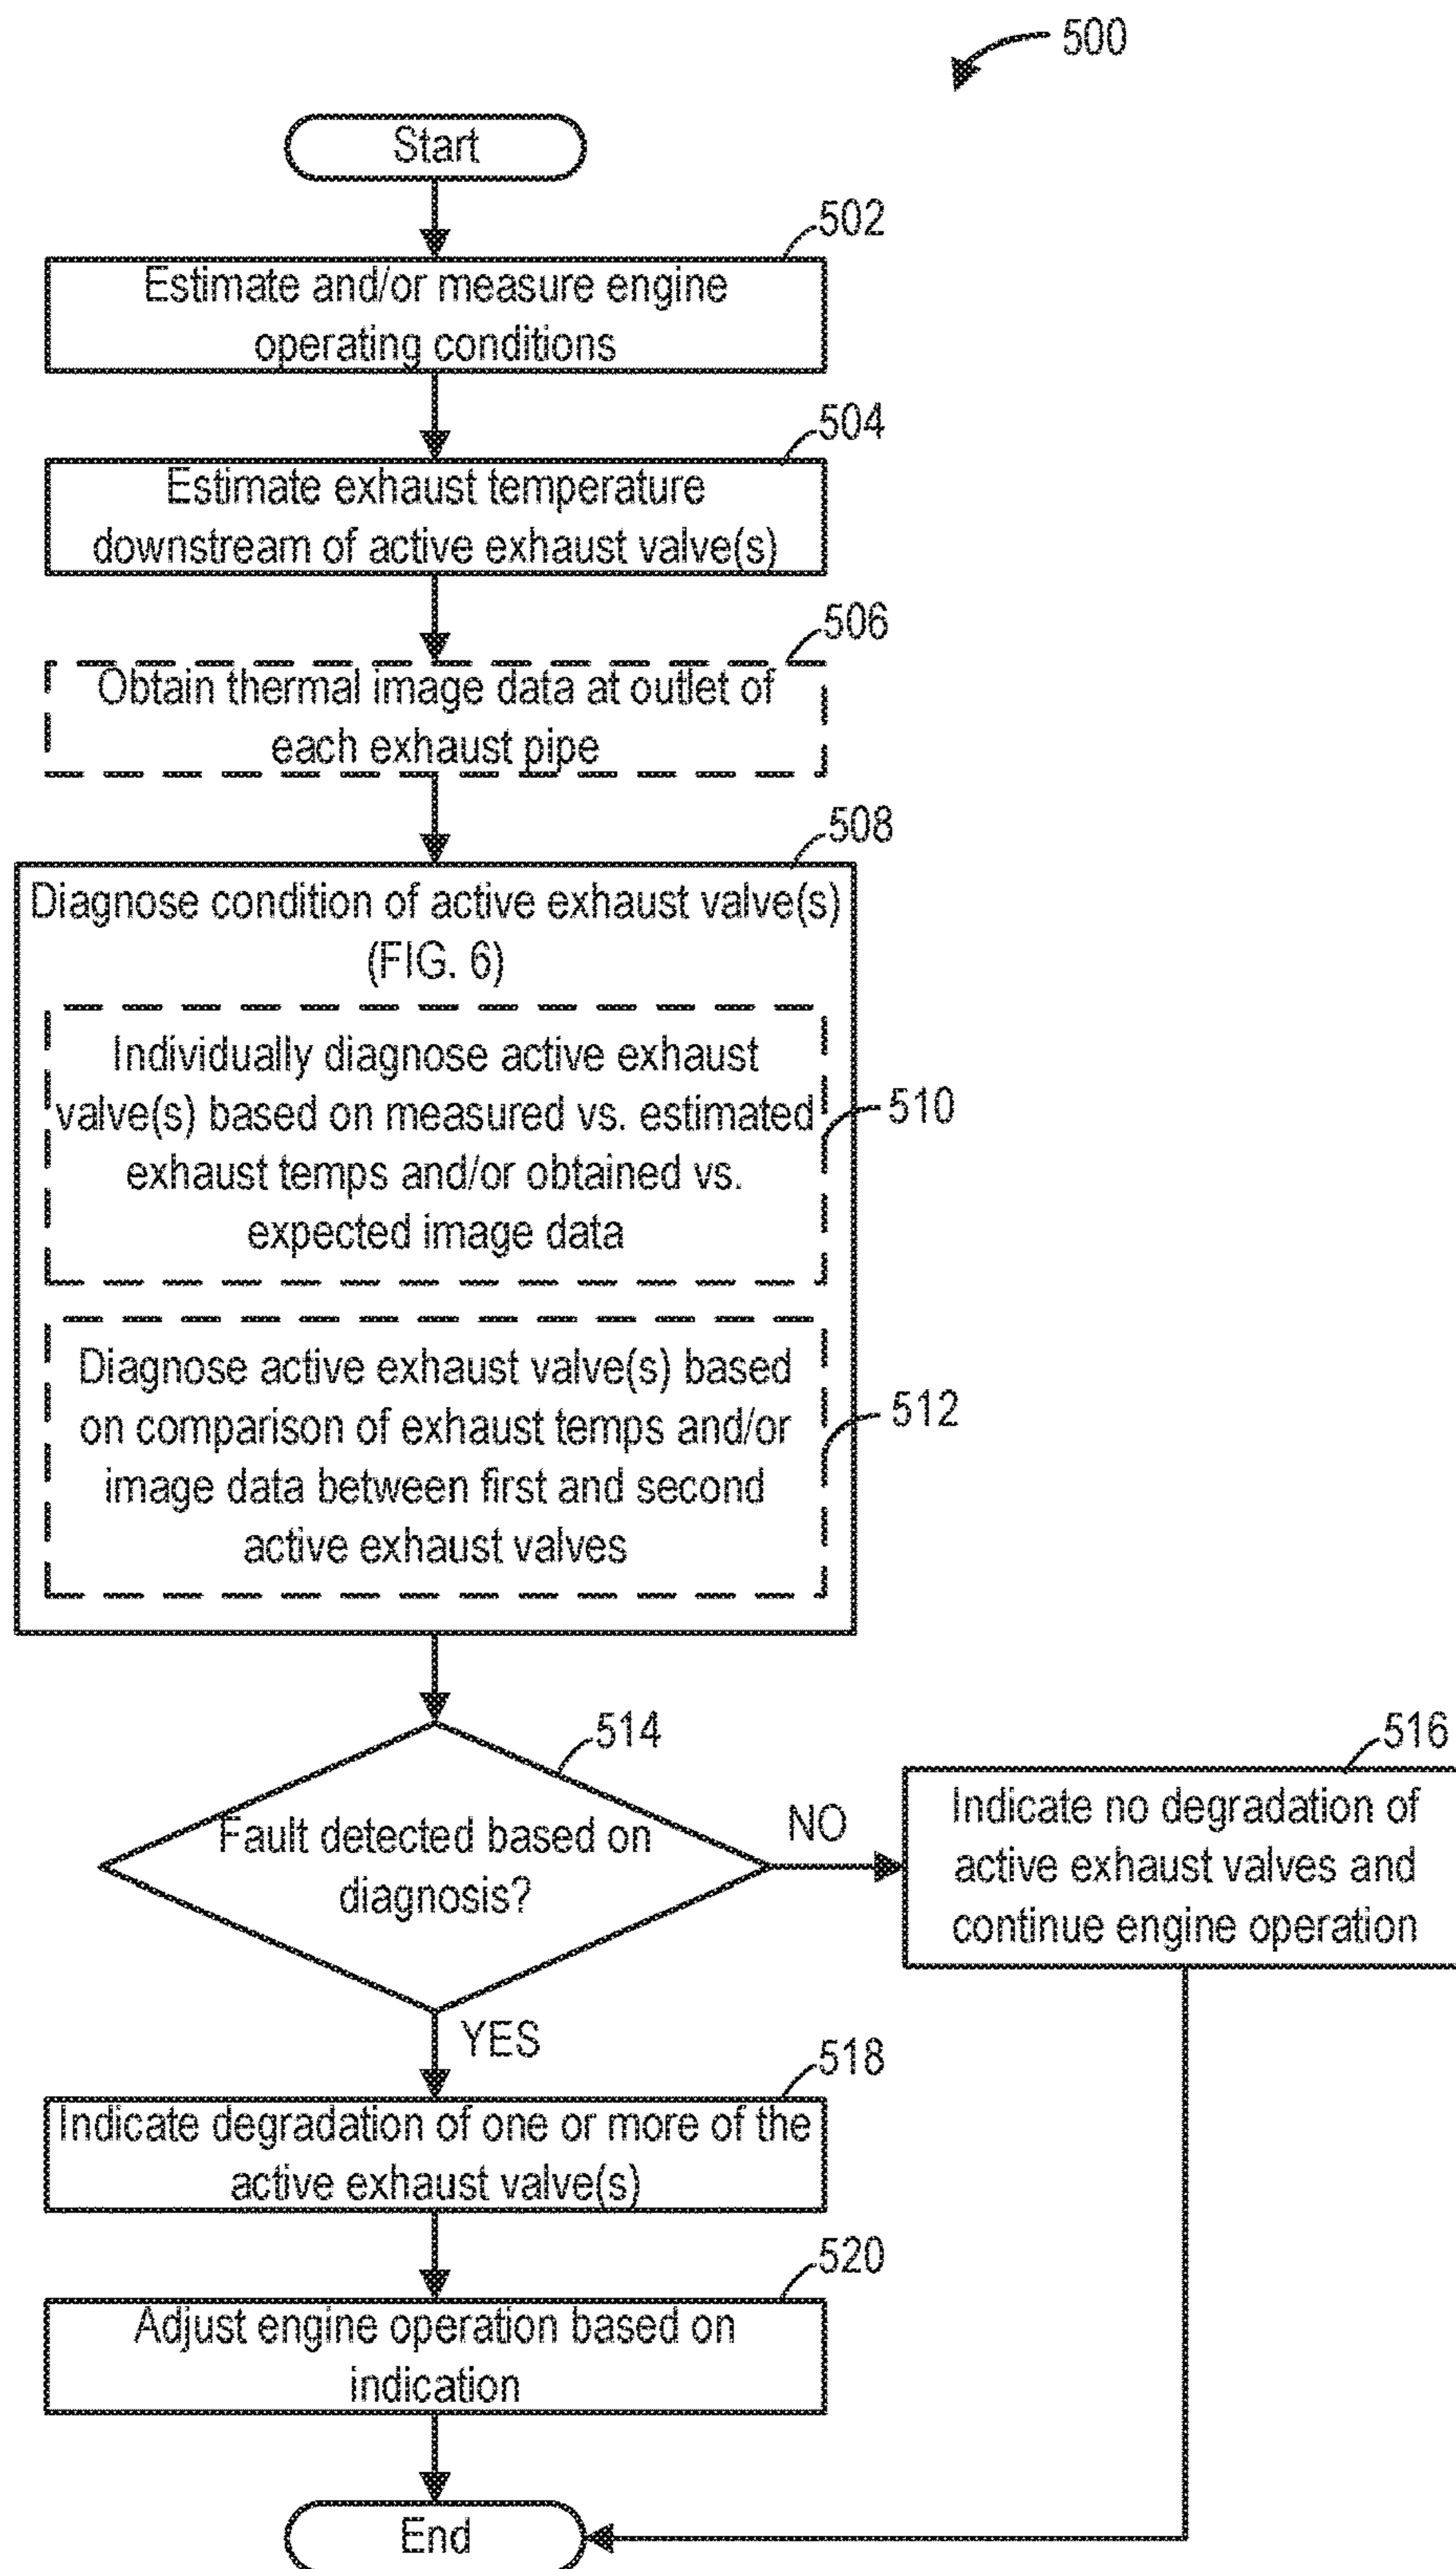 500
Start
502
Estimate and/or measure engine
operating conditions
504
Estimate exhaust temperature
downstream of active exhaust valve(s)
506
Obtain thermal image data at outlet of
each exhaust pipe
508
Diagnose condition of active exhaust valve(s)
(FIG. 6)
Individually diagnose active exhaust
valve(s) based on measured vs. estimated
exhaust temps and/or obtained vs.
expected image data
510
Diagnose active exhaust valve(s) based
on comparison of exhaust temps and/or
image data between first and second
active exhaust valves
512
514
Fault detected based on
diagnosis?
NO
516
Indicate no degradation of
active exhaust valves and
continue engine operation
YES
518
Indicate degradation of one or more of the
active exhaust valve(s)
520
Adjust engine operation based on
indication
End